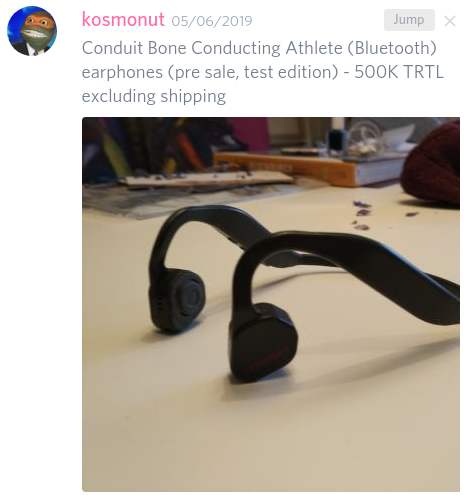 kosmonut 05/06/2019
Jump
Conduit Bone Conducting Athlete (Bluetooth)
earphones (pre sale, test edition) - 500K TRTL
excluding shipping